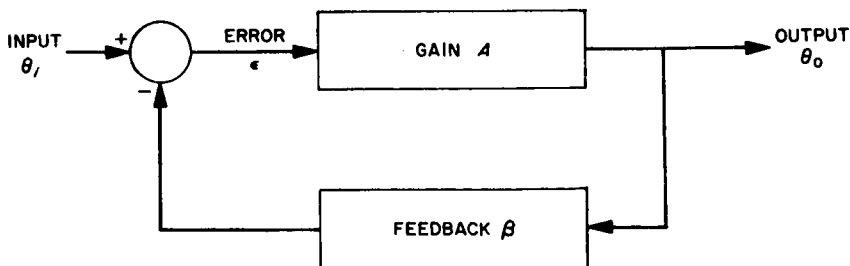 INPUT
θi
+
-
ERROR
ϵ
GAIN A
OUTPUT
θo
FEEDBACK β